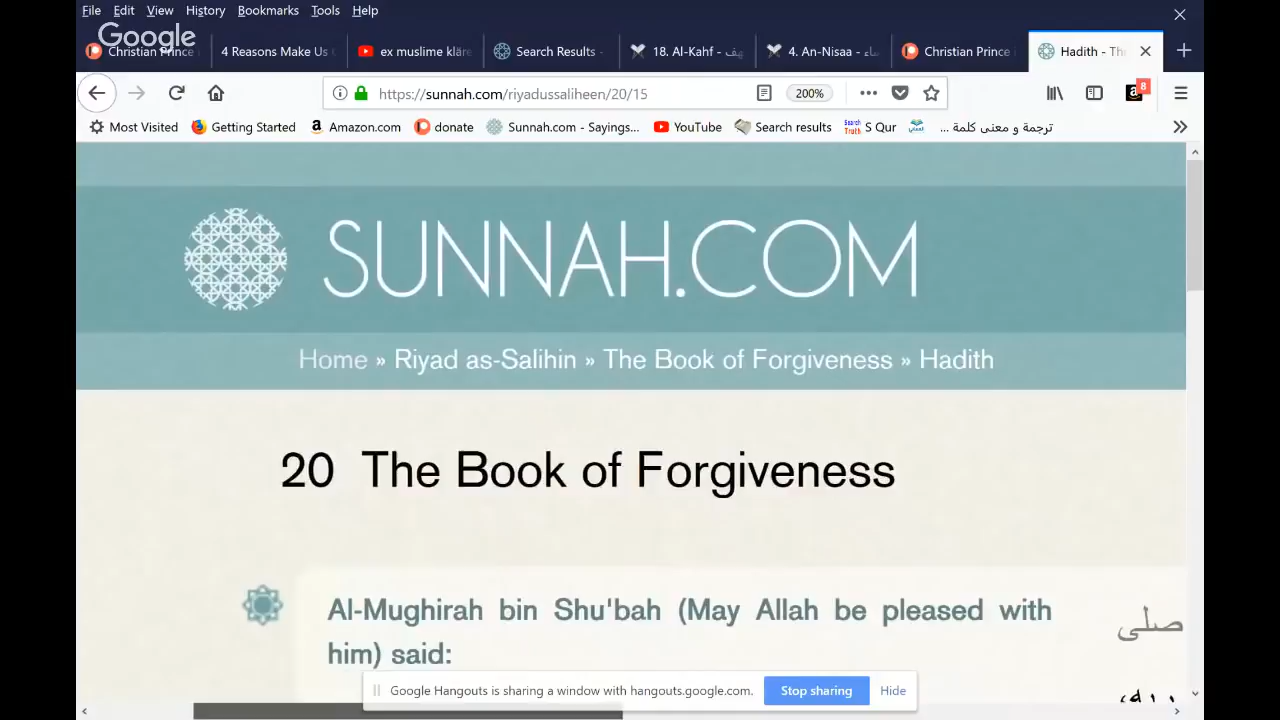 File Edit View History Bookmarks Tools Help
Google
Christian Prince 4 Reasons Make Us ex muslime kläre Search Results - 18. Al-Kahf - 4. An-Nisaa - Christian Prince Hadith - Th
https://sunnah.com/riyadussaliheen/20/15 200% 8
Most Visited Getting Started Amazon.com donate Sunnah.com - Sayings... YouTube Search results Search Truth S Qur ترجمة و معنى كلمة ...
SUNNAH.COM
Home » Riyad as-Salihin » The Book of Forgiveness » Hadith
20 The Book of Forgiveness
Al-Mughirah bin Shu'bah (May Allah be pleased with
صلى
him) said:
Google Hangouts is sharing a window with hangouts.google.com. Stop sharing Hide